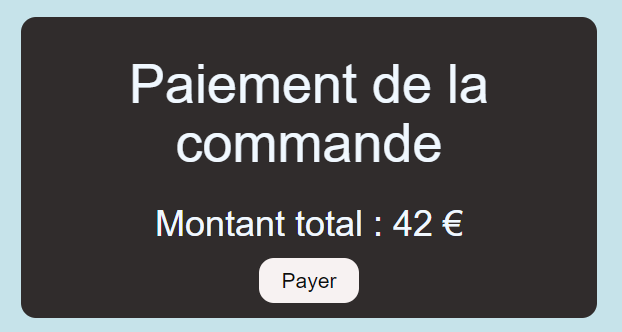 Paiement de la
commande
Montant total : 42 €
Payer